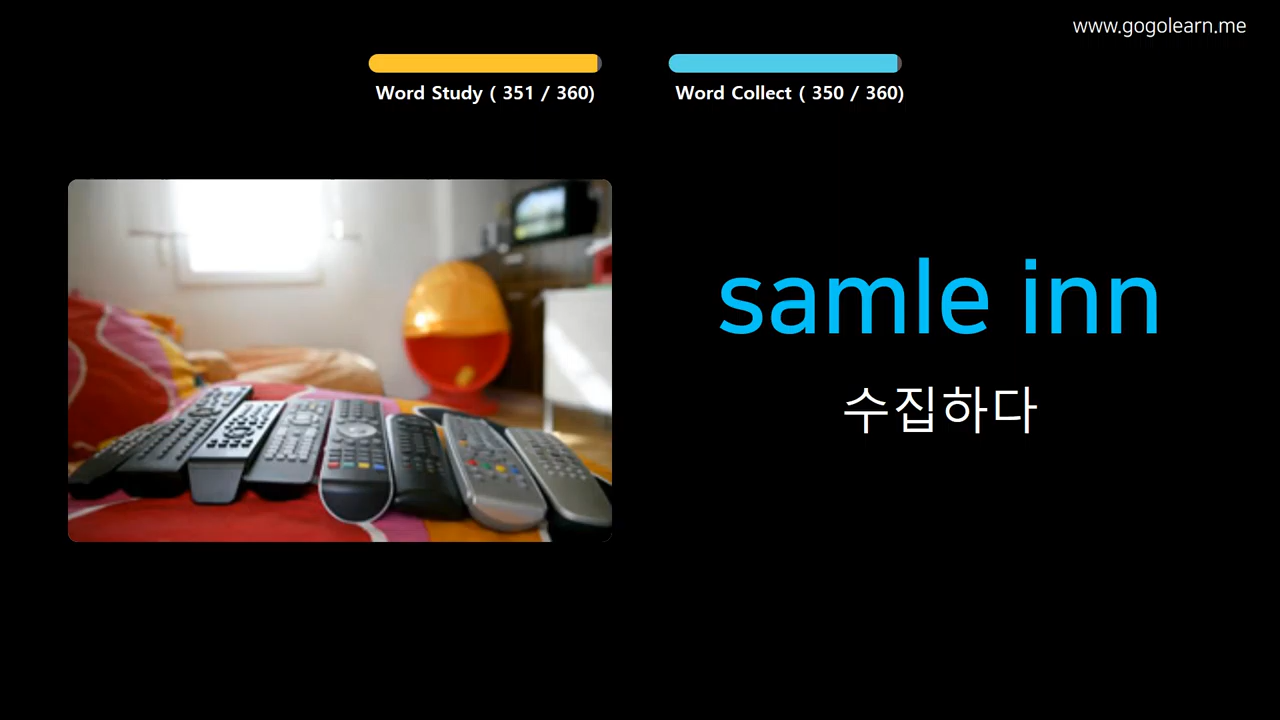 www.gogolearn.me
Word Study ( 351 / 360)
Word Collect ( 350 / 360)
samle inn
수집하다